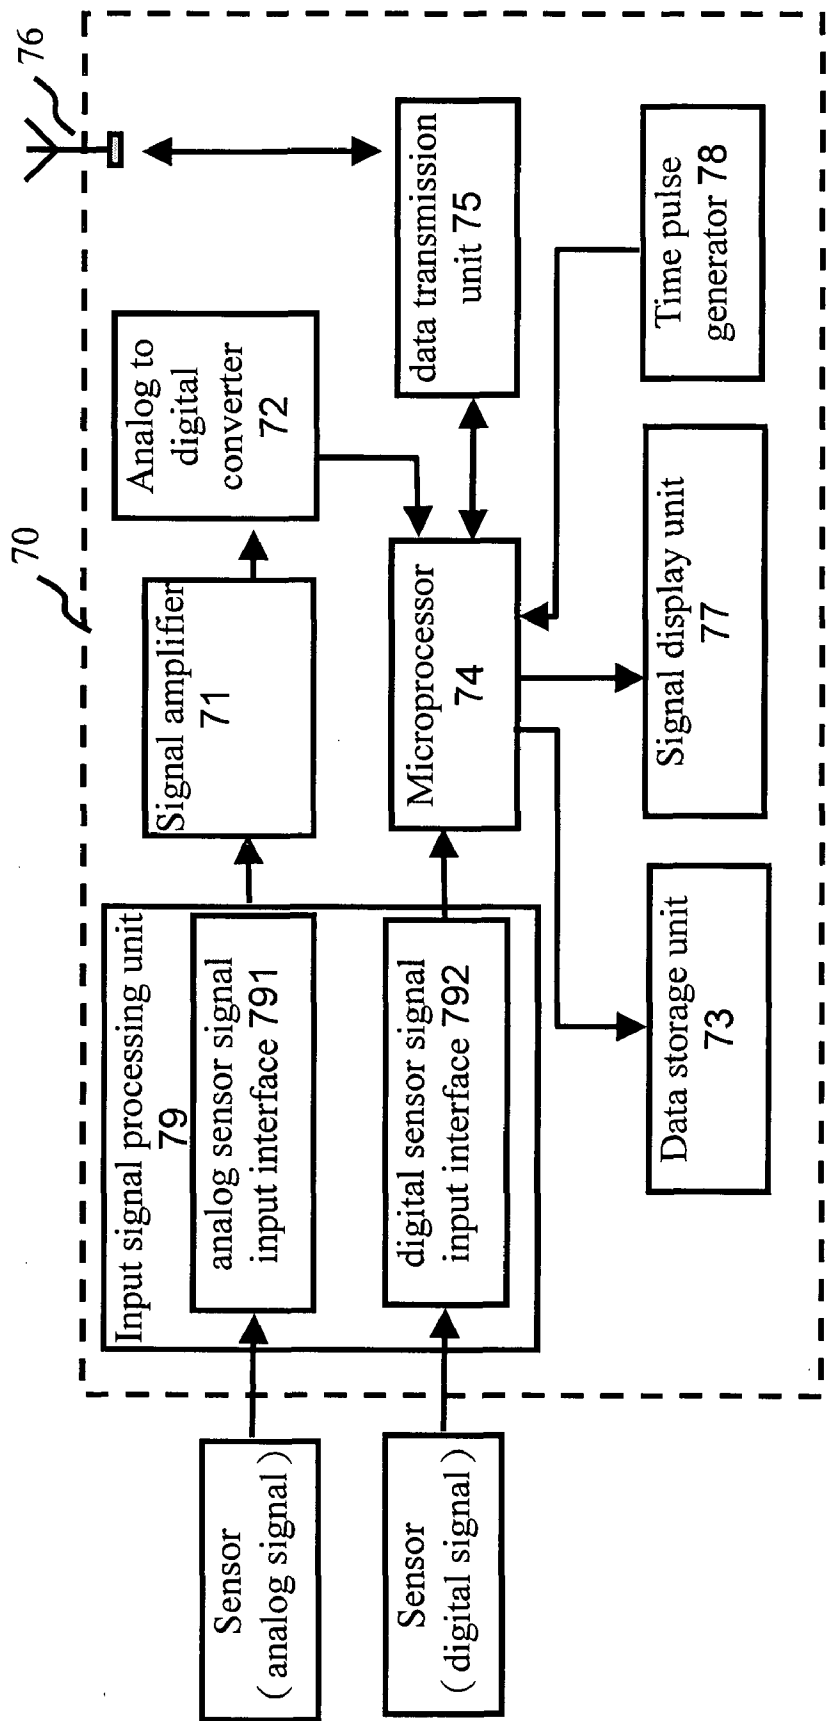 70
76
Sensor
(analog signal)
Sensor
(digital signal)
Input signal processing unit
79
analog sensor signal
input interface 791
digital sensor signal
input interface 792
Signal amplifier
71
Analog to
digital
converter
72
Microprocessor
74
data transmission
unit 75
Data storage unit
73
Signal display unit
77
Time pulse
generator 78